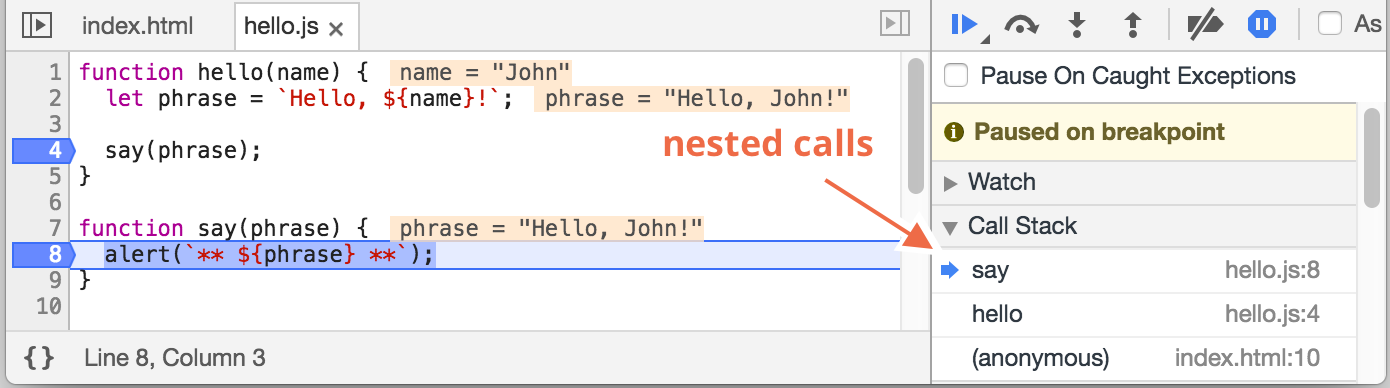 index.html hello.js ×
1 function hello(name) { name = "John"
2 let phrase = `Hello, ${name}!`; phrase = "Hello, John!"
3
4 say(phrase);
5 }
6
7 function say(phrase) { phrase = "Hello, John!"
8 alert(`** ${phrase} **`);
9 }
10
{} Line 8, Column 3
nested calls
As
Pause On Caught Exceptions
Paused on breakpoint
Watch
Call Stack
say hello.js:8
hello hello.js:4
(anonymous) index.html:10